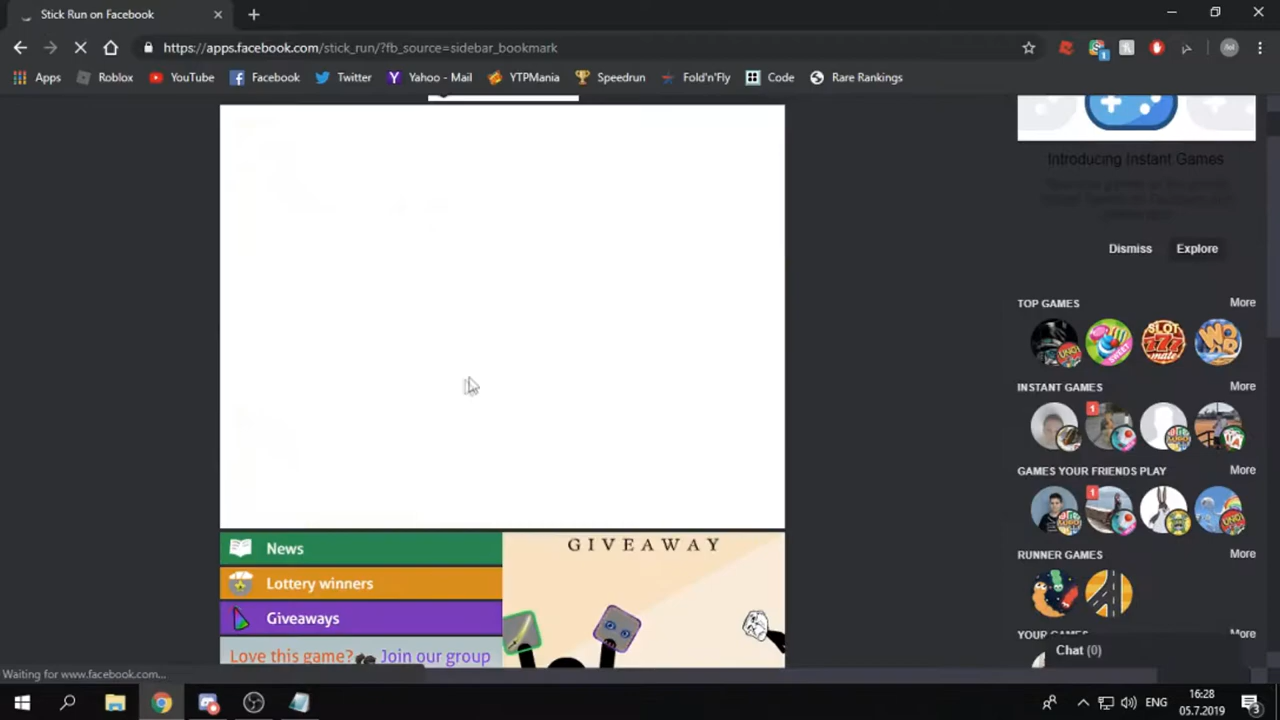 Stick Run on Facebook
https://apps.facebook.com/stick_run/?fb_source=sidebar_bookmark
Apps Roblox YouTube Facebook Twitter Yahoo - Mail YTPMania Speedrun Fold'n'Fly Code Rare Rankings
Introducing Instant Games
Dismiss Explore
TOP GAMES More
INSTANT GAMES More
GAMES YOUR FRIENDS PLAY More
RUNNER GAMES More
YOUR GAMES More
Chat (0)
GIVEAWAY
News
Lottery winners
Giveaways
Love this game? Join our group
Waiting for www.facebook.com...
ENG
16:28
05.7.2019
3